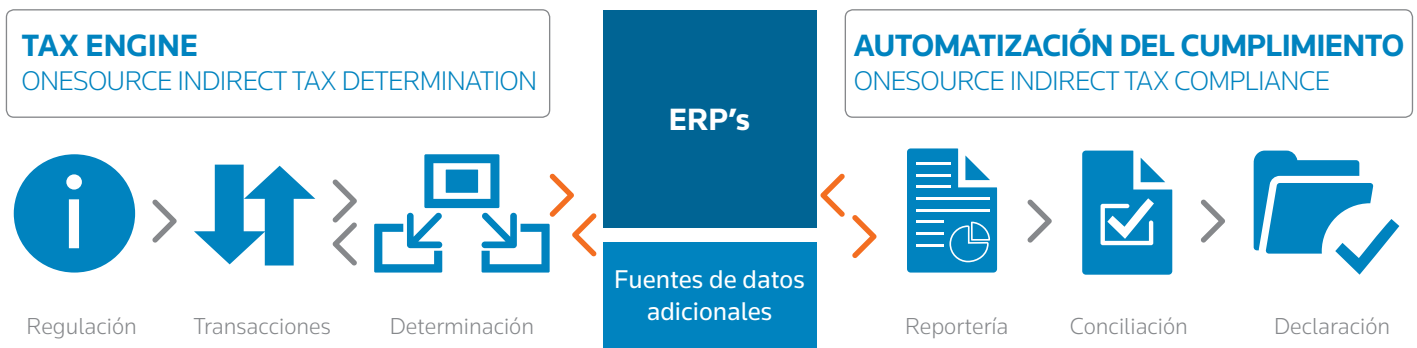 TAX ENGINE
ONESOURCE INDIRECT TAX DETERMINATION
Regulación
Transacciones
Determinación
ERP's
Fuentes de datos
adicionales
AUTOMATIZACIÓN DEL CUMPLIMIENTO
ONESOURCE INDIRECT TAX COMPLIANCE
Reportería
Conciliación
Declaración